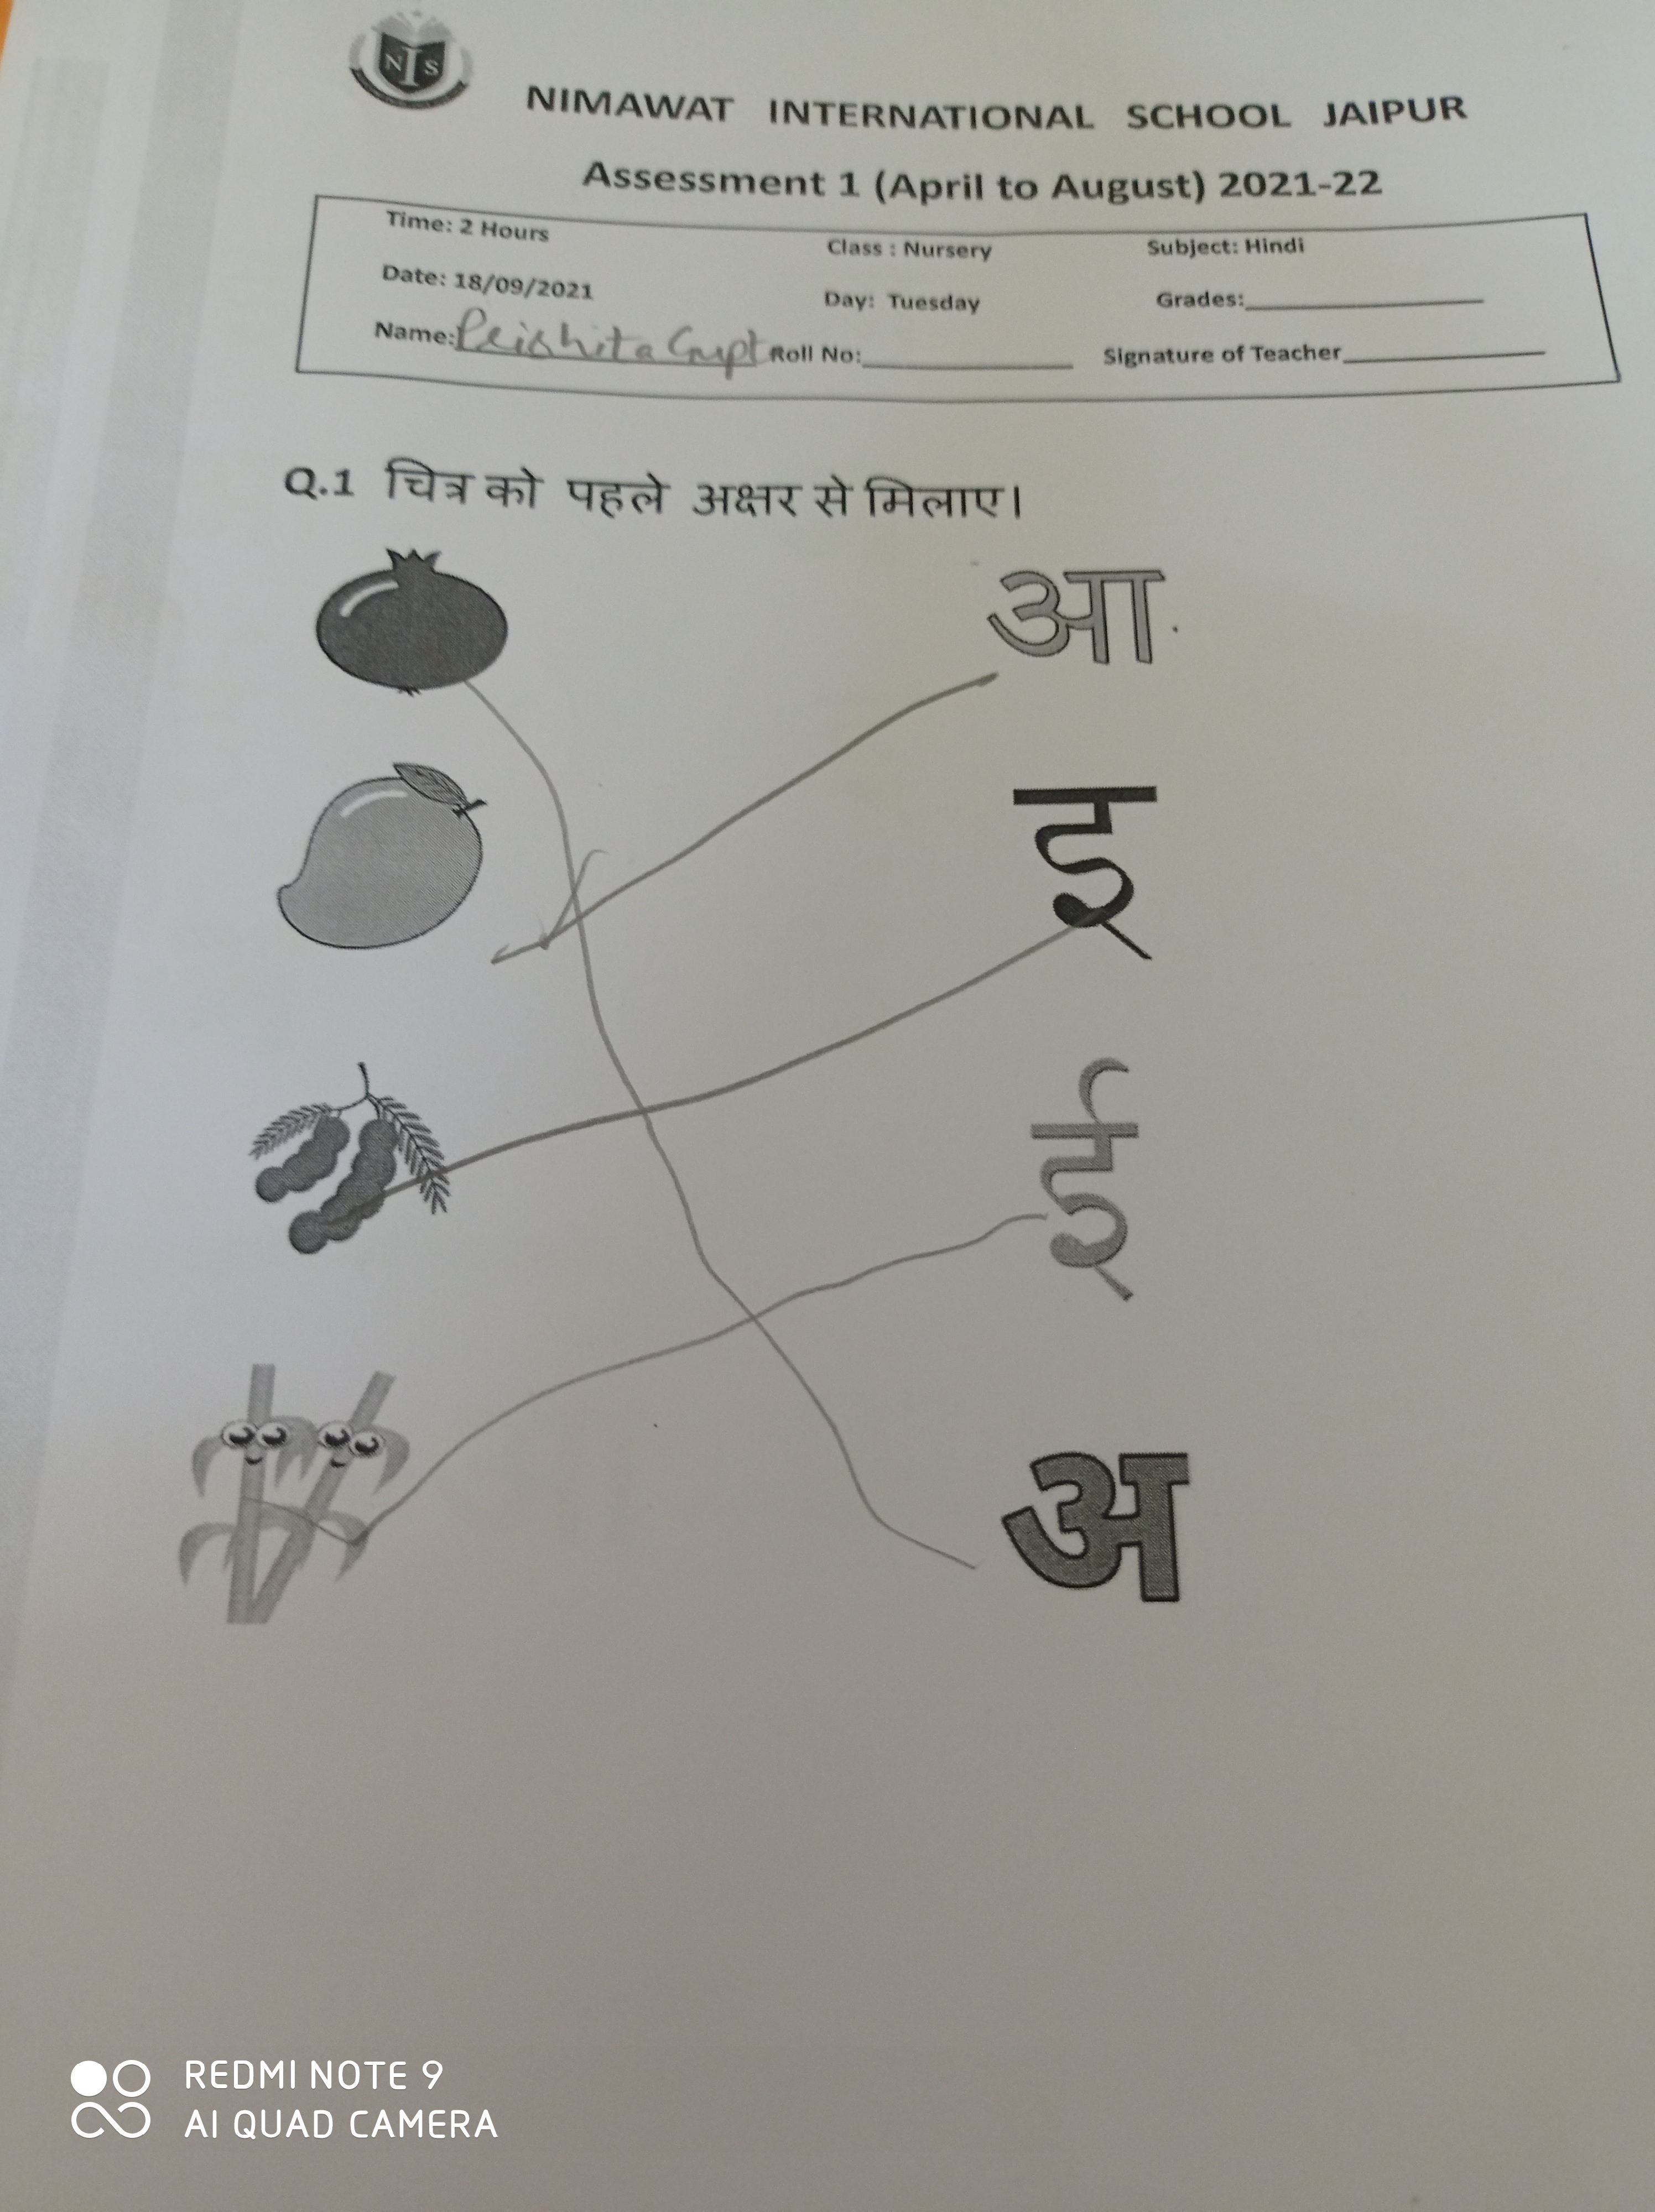 NIS
NIMAWAT INTERNATIONAL SCHOOL JAIPUR
Assessment 1 (April to August) 2021-22
Time: 2 Hours Class : Nursery Subject: Hindi
Date: 18/09/2021 Day: Tuesday Grades:
Name: Gupt Roll No: Signature of Teacher
Q.1 चित्र को पहले अक्षर से मिलाए।
आ
इ
ई
अ
REDMI NOTE 9
AI QUAD CAMERA